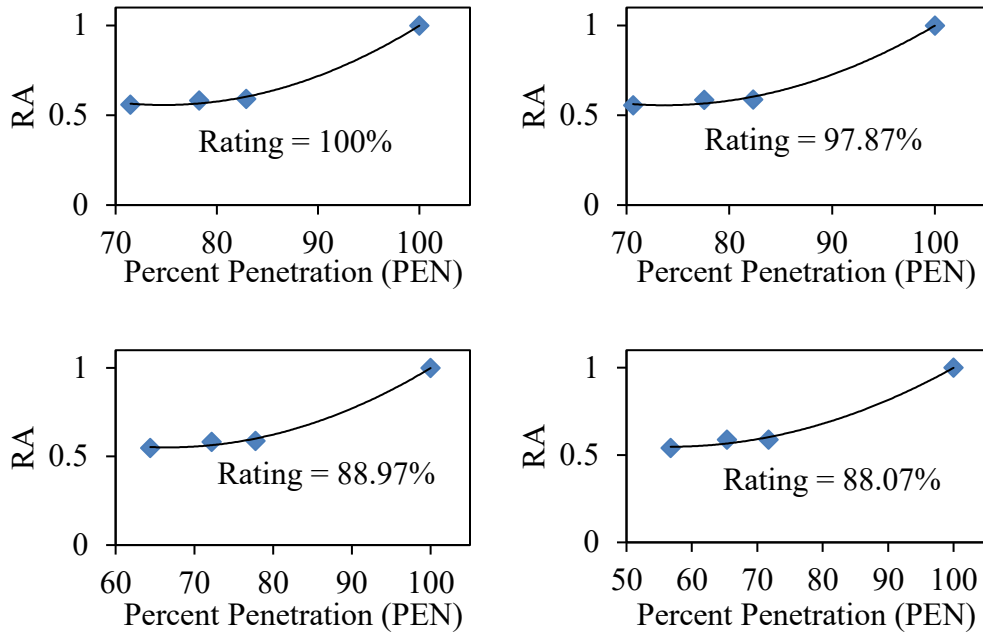 1
0.5
0
RA
Rating = 100%
70 80 90 100
Percent Penetration (PEN)
1
0.5
0
RA
Rating = 97.87%
70 80 90 100
Percent Penetration (PEN)
1
0.5
0
RA
Rating = 88.97%
60 70 80 90 100
Percent Penetration (PEN)
1
0.5
0
RA
Rating = 88.07%
50 60 70 80 90 100
Percent Penetration (PEN)